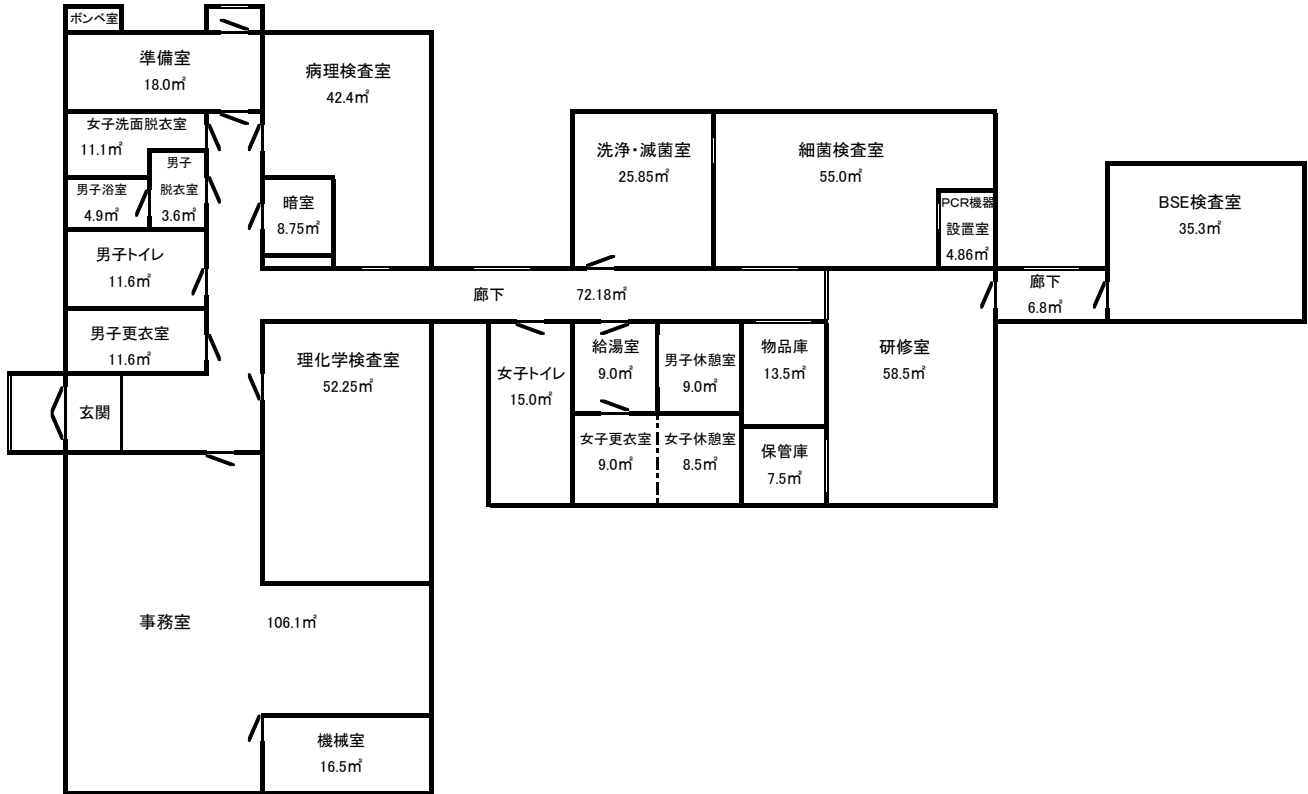 ボンベ室
準備室
18.0㎡
病理検査室
42.4㎡
女子洗面脱衣室
11.1㎡
男子
脱衣室
3.6㎡
男子浴室
4.9㎡
暗室
8.75㎡
洗浄・滅菌室
25.85㎡
細菌検査室
55.0㎡
PCR機器
設置室
4.86㎡
BSE検査室
35.3㎡
男子トイレ
11.6㎡
廊下 72.18㎡
廊下
6.8㎡
男子更衣室
11.6㎡
理化学検査室
52.25㎡
女子トイレ
15.0㎡
給湯室
9.0㎡
男子休憩室
9.0㎡
物品庫
13.5㎡
研修室
58.5㎡
玄関
女子更衣室
9.0㎡
女子休憩室
8.5㎡
保管庫
7.5㎡
事務室 106.1㎡
機械室
16.5㎡